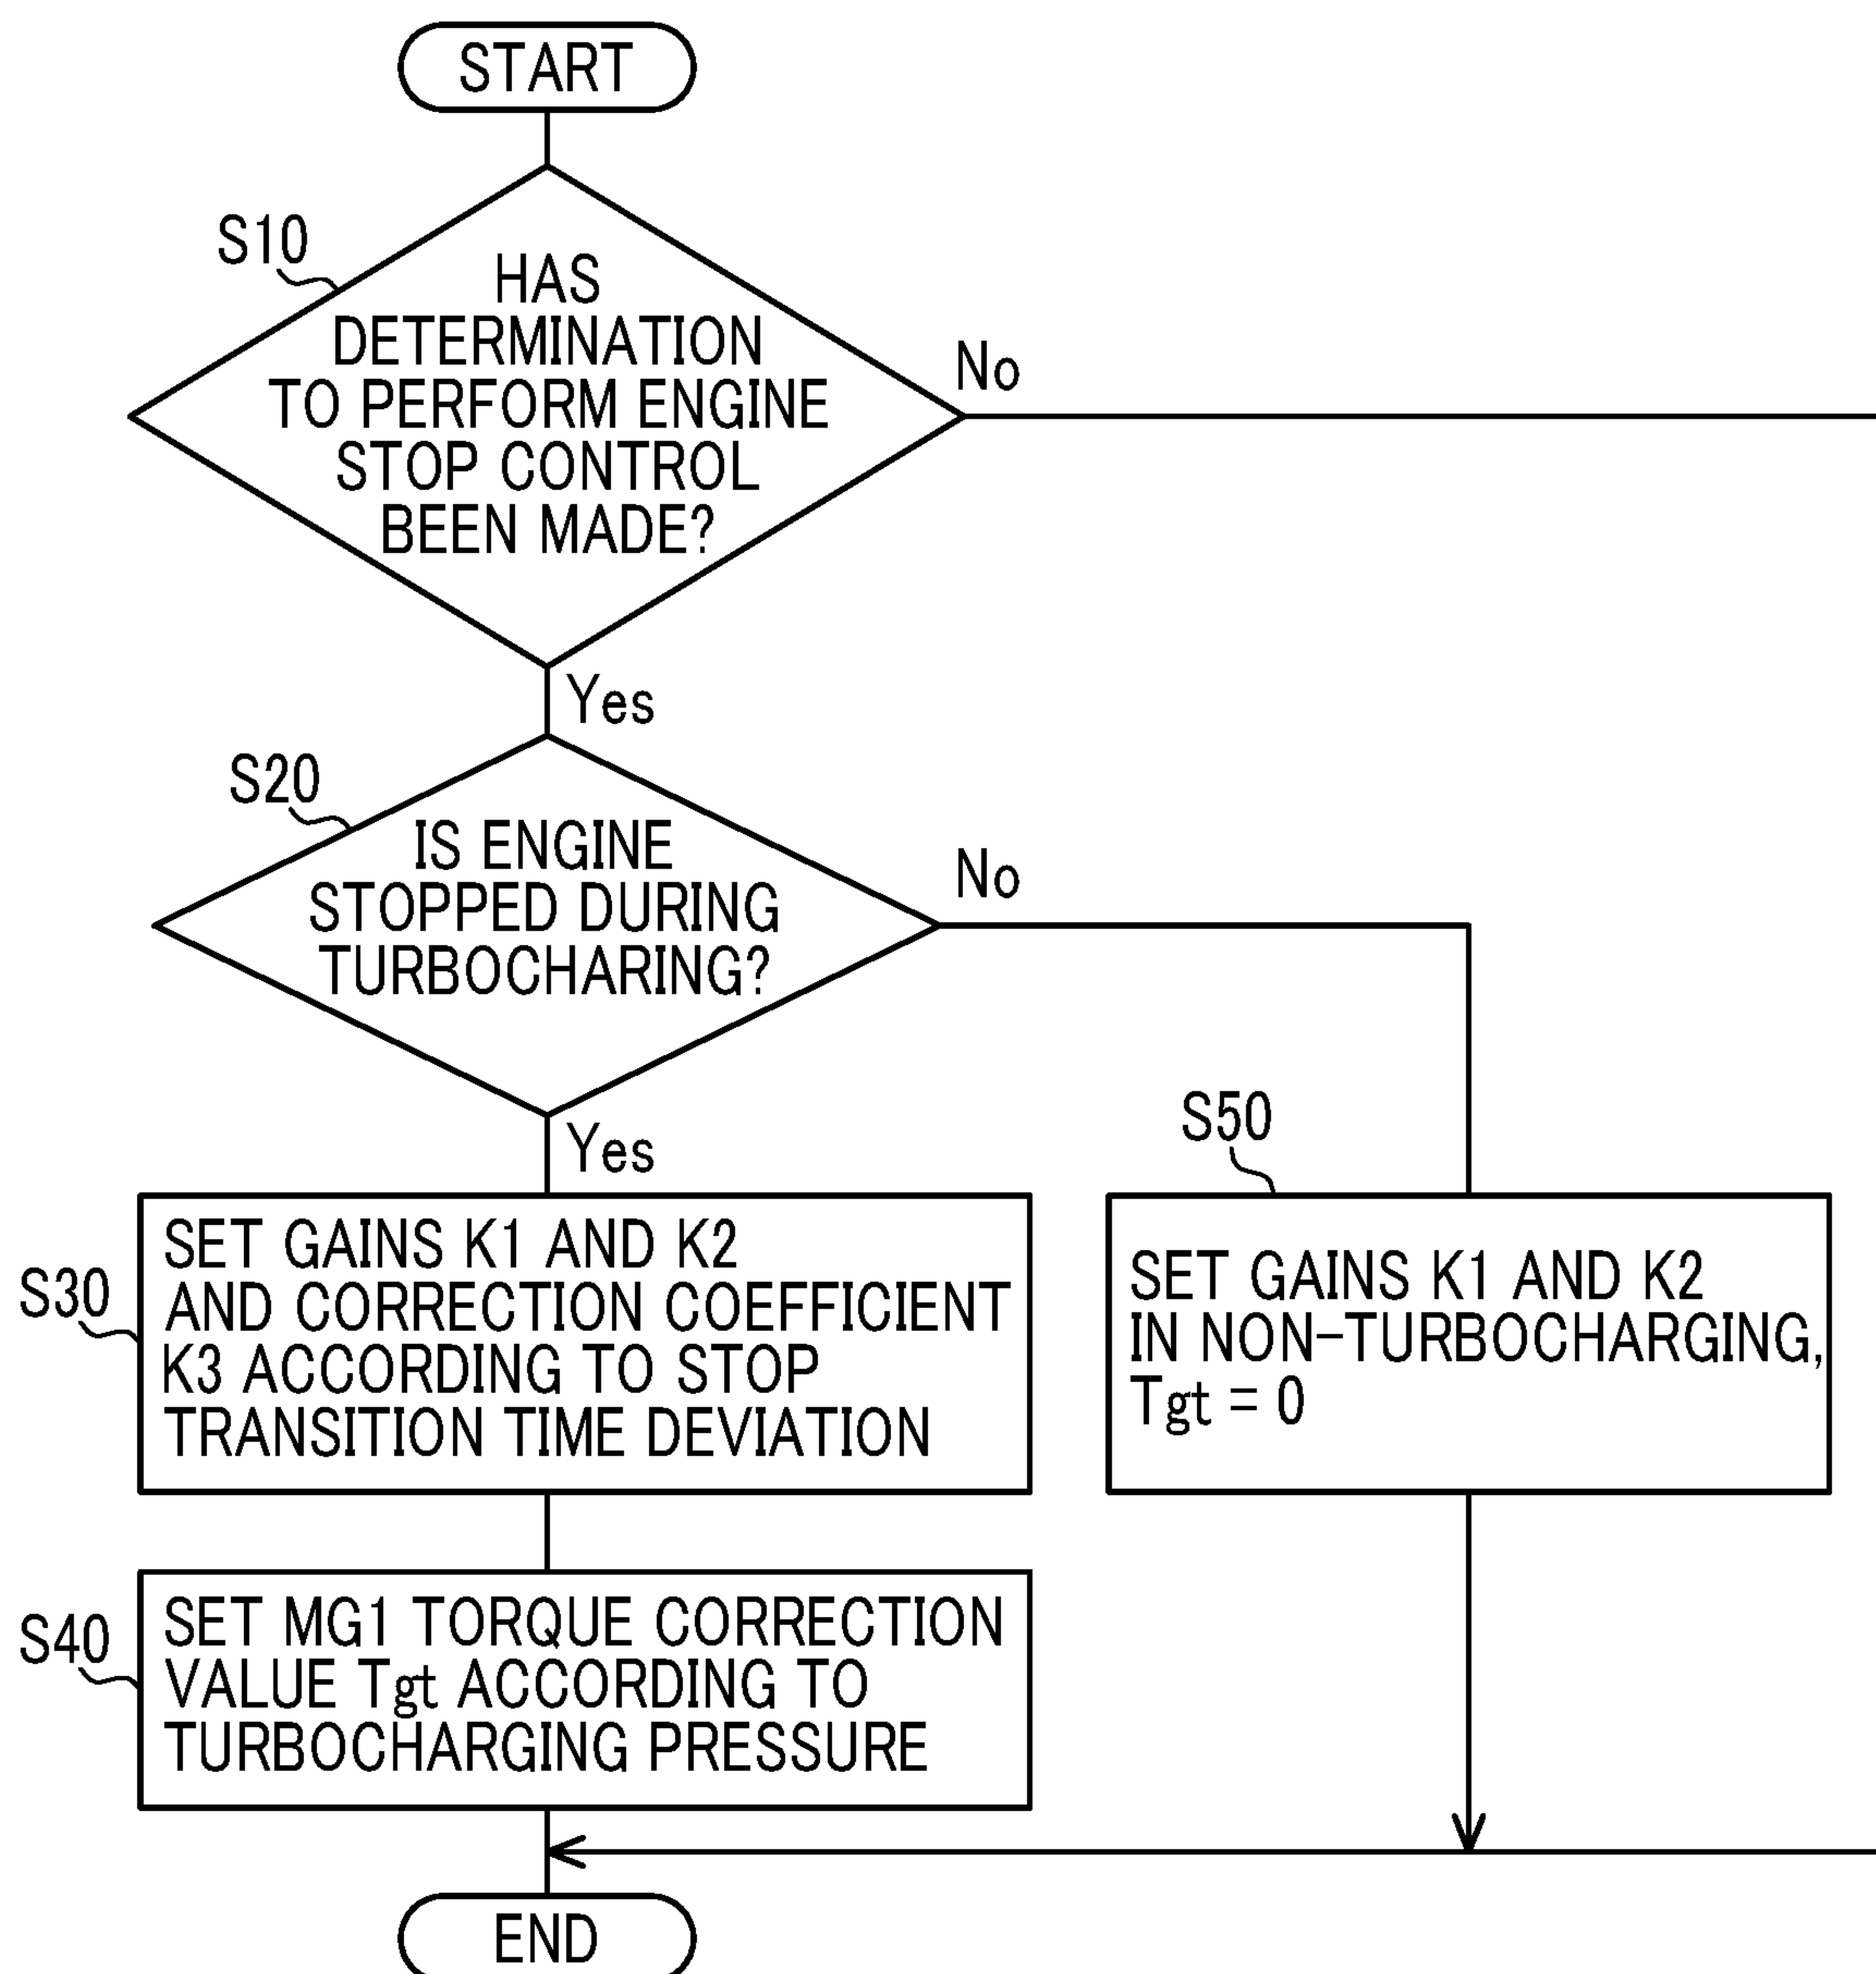 START
S10
HAS
DETERMINATION
TO PERFORM ENGINE
STOP CONTROL
BEEN MADE?
No
Yes
S20
IS ENGINE
STOPPED DURING
TURBOCHARING?
No
Yes
S30
SET GAINS K1 AND K2
AND CORRECTION COEFFICIENT
K3 ACCORDING TO STOP
TRANSITION TIME DEVIATION
S50
SET GAINS K1 AND K2
IN NON-TURBOCHARGING,
Tgt = 0
S40
SET MG1 TORQUE CORRECTION
VALUE Tgt ACCORDING TO
TURBOCHARGING PRESSURE
END